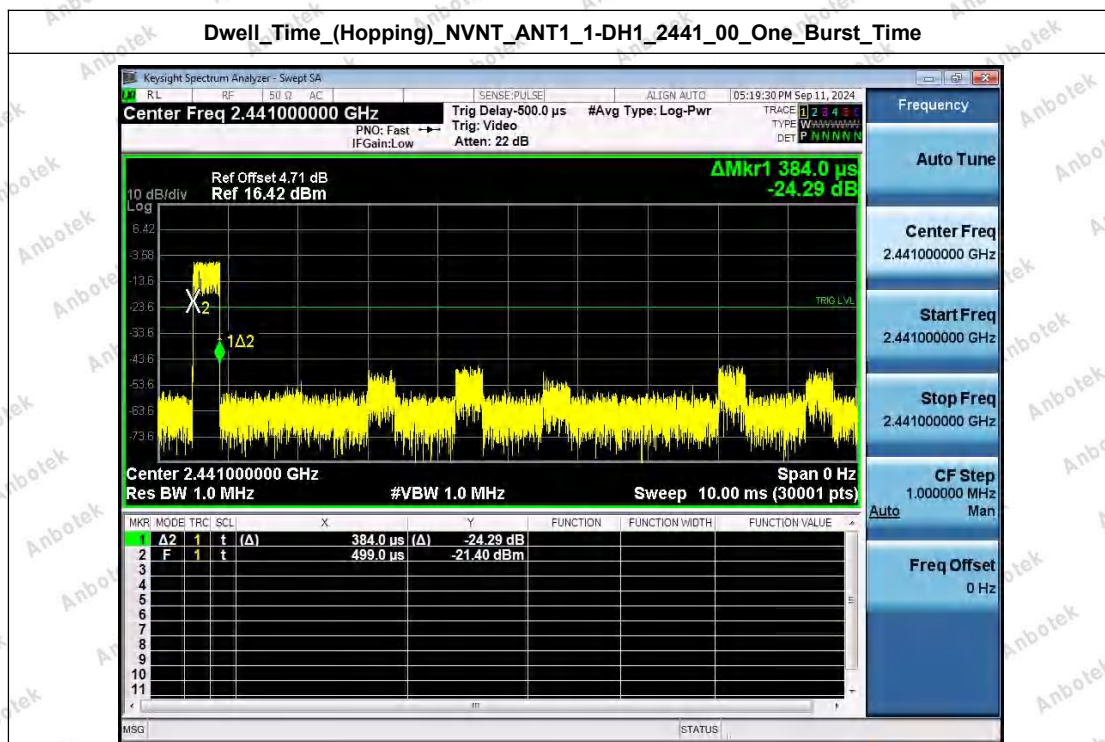 Dwell_Time_(Hopping)_NVNT_ANT1_1-DH1_2441_00_One_Burst_Time
Keysight Spectrum Analyzer - Swept SA
RL RF 50 Ω AC SENSE:PULSE ALIGN AUTO 05:19:30 PM Sep 11, 2024
Center Freq 2.441000000 GHz
PNO: Fast
IFGain:Low
Trig Delay-500.0 µs
Trig: Video
Atten: 22 dB
#Avg Type: Log-Pwr
TRACE 1 2 3 4 5 6
TYPE WWWWWW
DET P NNNNN
ΔMkr1 384.0 µs
-24.29 dB
Ref Offset 4.71 dB
10 dB/div Ref 16.42 dBm
Log
6.42
-3.58
-13.6
-23.6
-33.6
-43.6
-53.6
-63.6
-73.6
TRIG LVL
2
1Δ2
Center 2.441000000 GHz Span 0 Hz
Res BW 1.0 MHz #VBW 1.0 MHz Sweep 10.00 ms (30001 pts)
MKR MODE TRC SCL X Y FUNCTION FUNCTION WIDTH FUNCTION VALUE
1 Δ2 1 t (Δ) 384.0 µs (Δ) -24.29 dB
2 F 1 t 499.0 µs -21.40 dBm
3
4
5
6
7
8
9
10
11
MSG STATUS
Frequency
Auto Tune
Center Freq
2.441000000 GHz
Start Freq
2.441000000 GHz
Stop Freq
2.441000000 GHz
CF Step
1.000000 MHz
Auto Man
Freq Offset
0 Hz
Anbotek